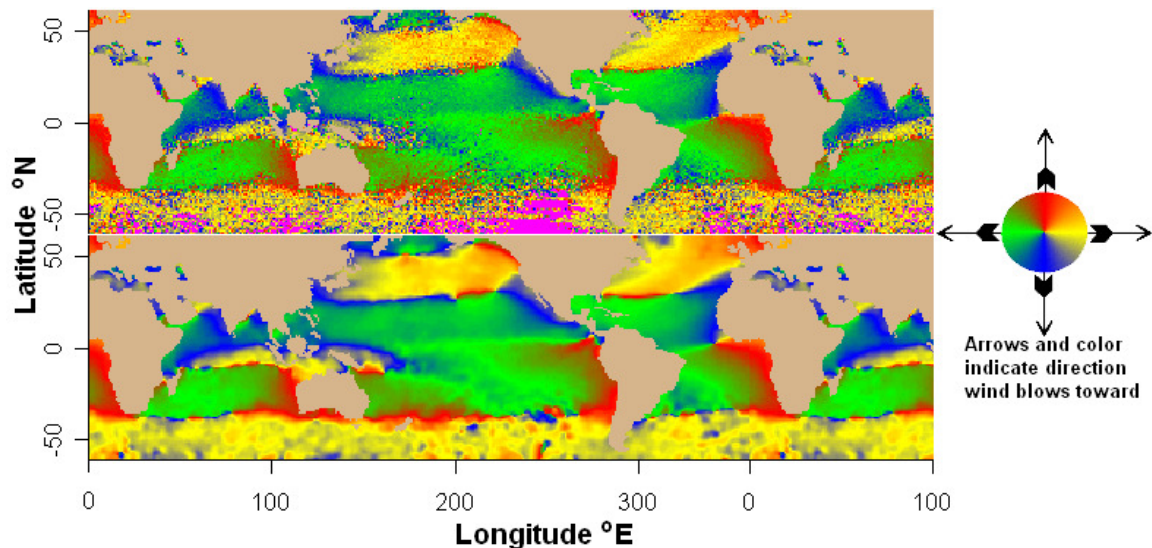 50
0
-50
50
0
-50
Latitude °N
0
100
200
300
0
100
Longitude °E
Arrows and color
indicate direction
wind blows toward